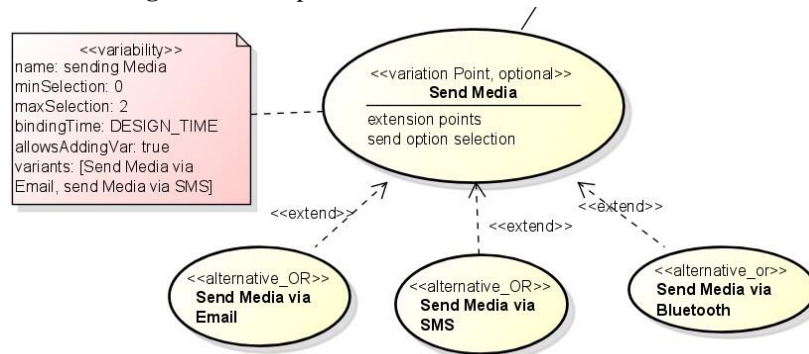 <<variability>>
name: sending Media
minSelection: 0
maxSelection: 2
bindingTime: DESIGN_TIME
allowsAddingVar: true
variants: [Send Media via
Email, send Media via SMS]
<<variation Point, optional>>
Send Media
extension points
send option selection
<<extend>>
<<extend>>
<<extend>>
<<alternative_OR>>
Send Media via
Email
<<alternative_OR>>
Send Media via
SMS
<<alternative_or>>
Send Media via
Bluetooth